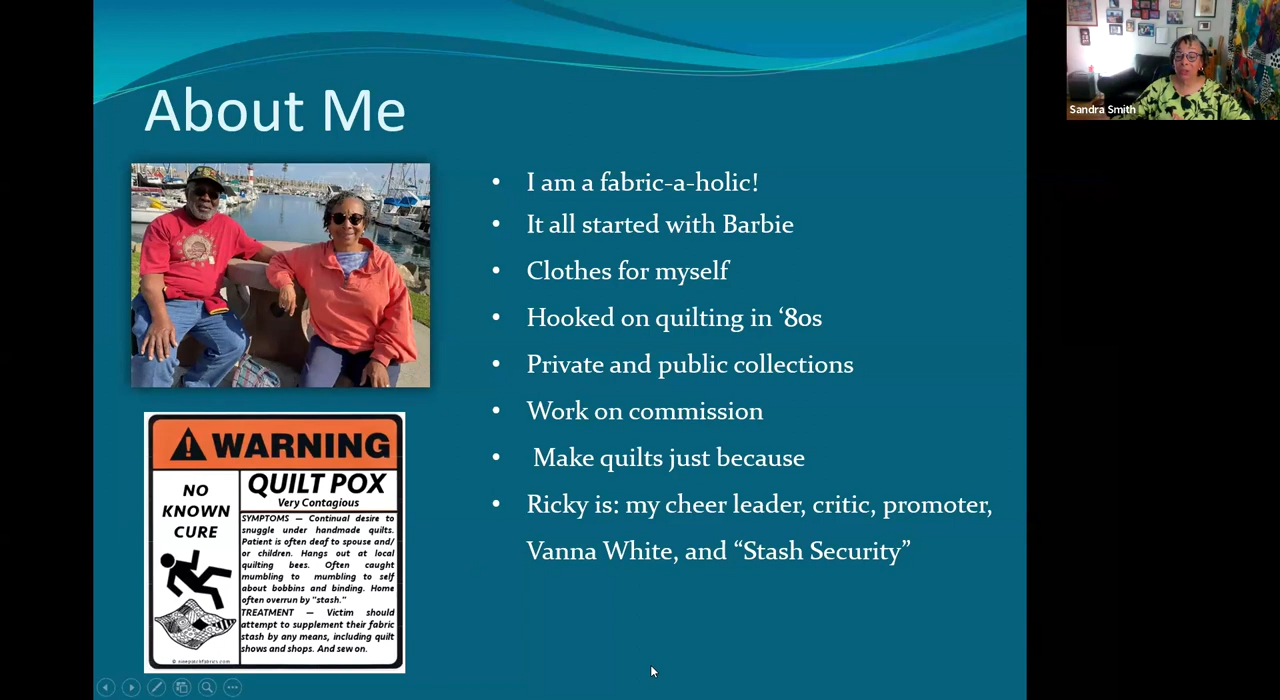 About Me
Sandra Smith
• I am a fabric-a-holic!
• It all started with Barbie
• Clothes for myself
• Hooked on quilting in ‘80s
• Private and public collections
• Work on commission
• Make quilts just because
• Ricky is: my cheer leader, critic, promoter,
Vanna White, and “Stash Security”
WARNING
NO
KNOWN
CURE
QUILT POX
Very Contagious
SYMPTOMS — Continual desire to
snuggle under handmade quilts.
Patient is often deaf to spouse and/
or children. Hangs out at local
quilting bees. Often caught
mumbling to mumbling to self
about bobbins and binding. Home
often overrun by “stash.”
TREATMENT — Victim should
attempt to supplement their fabric
stash by any means, including quilt
shows and shops. And sew on.